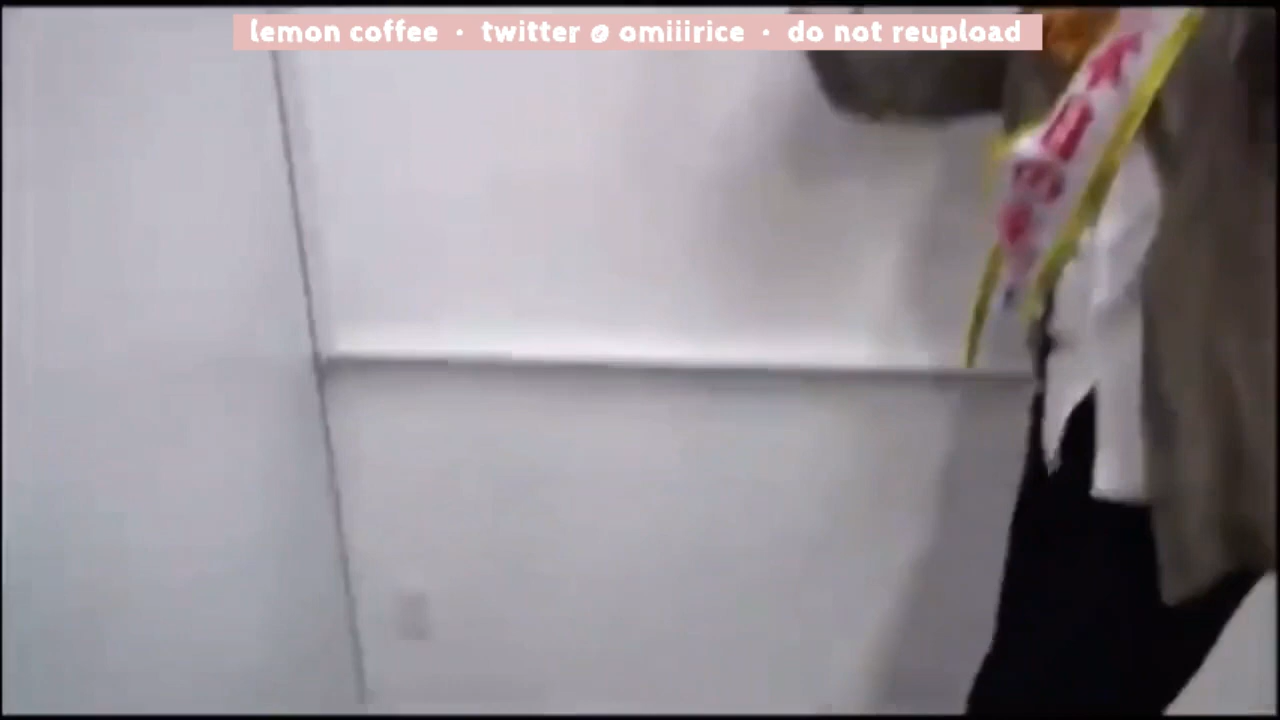 lemon coffee · twitter @ omiiirice · do not reupload